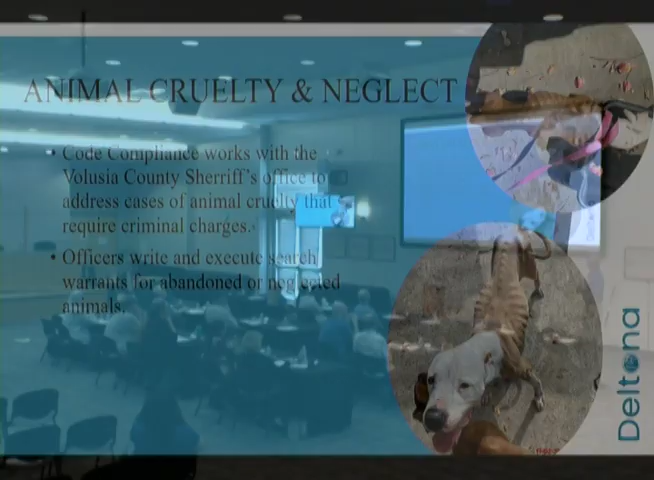 ANIMAL CRUELTY & NEGLECT
• Code Compliance works with the
Volusia County Sherriff's office to
address cases of animal cruelty that
require criminal charges.
• Officers write and execute search
warrants for abandoned or neglected
animals.
Deltona